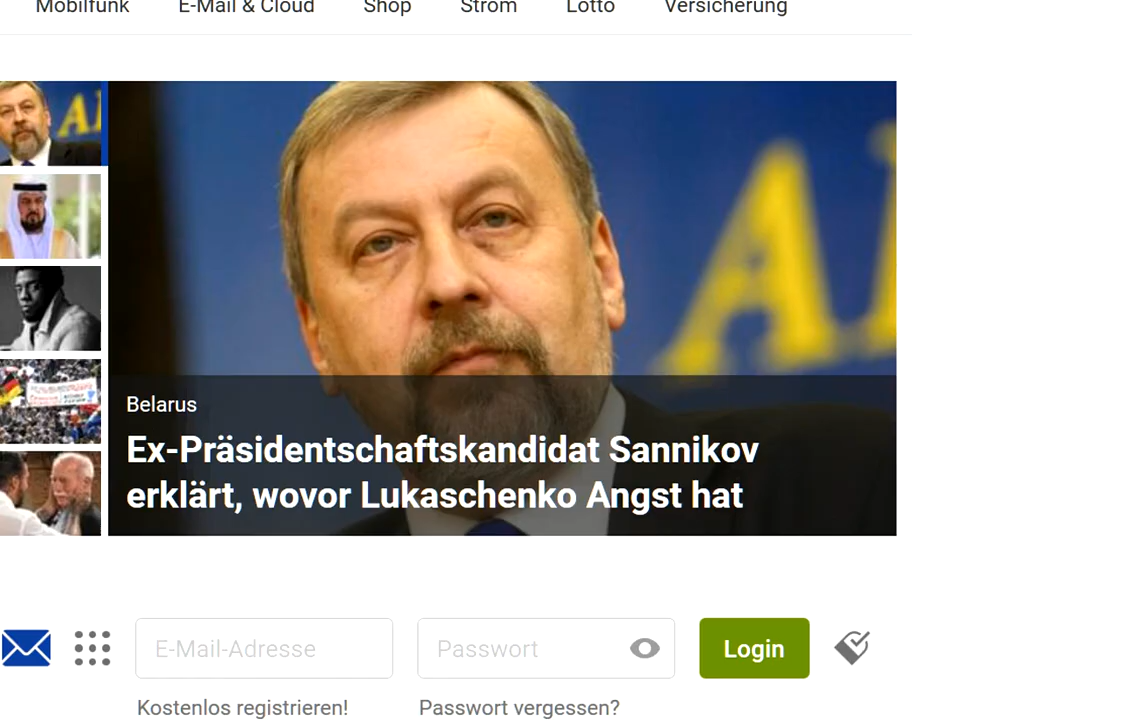 Mobilfunk E-Mail & Cloud Shop Strom Lotto Versicherung
Belarus
Ex-Präsidentschaftskandidat Sannikov
erklärt, wovor Lukaschenko Angst hat
E-Mail-Adresse Passwort Login
Kostenlos registrieren! Passwort vergessen?